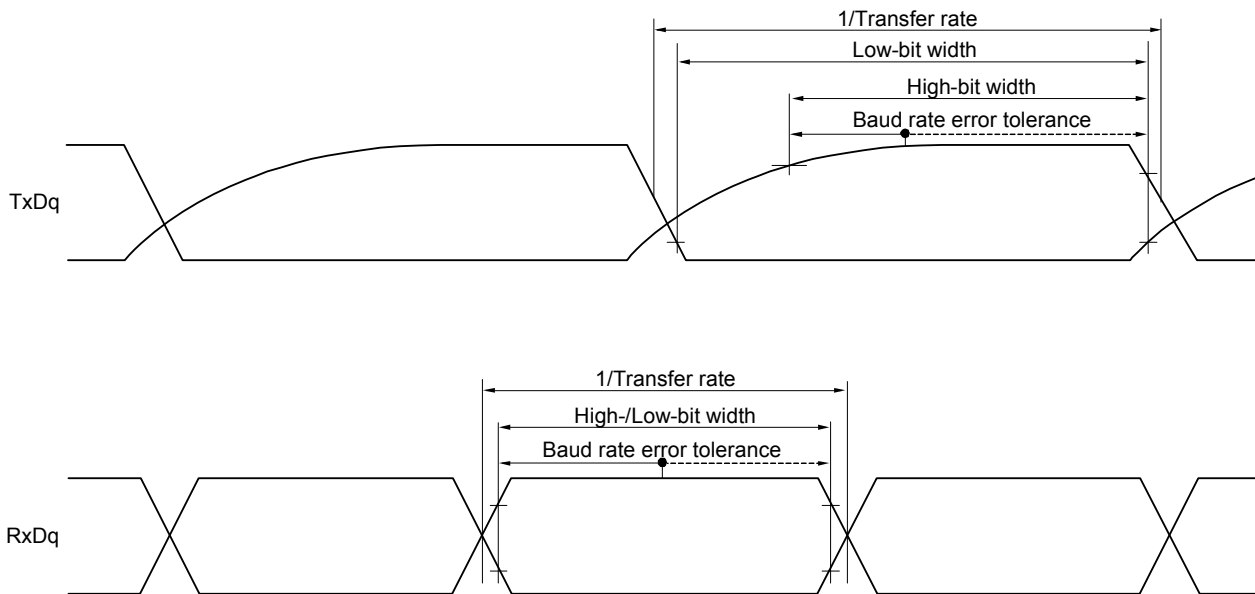 1/Transfer rate
Low-bit width
High-bit width
Baud rate error tolerance
TxDq
1/Transfer rate
High-/Low-bit width
Baud rate error tolerance
RxDq